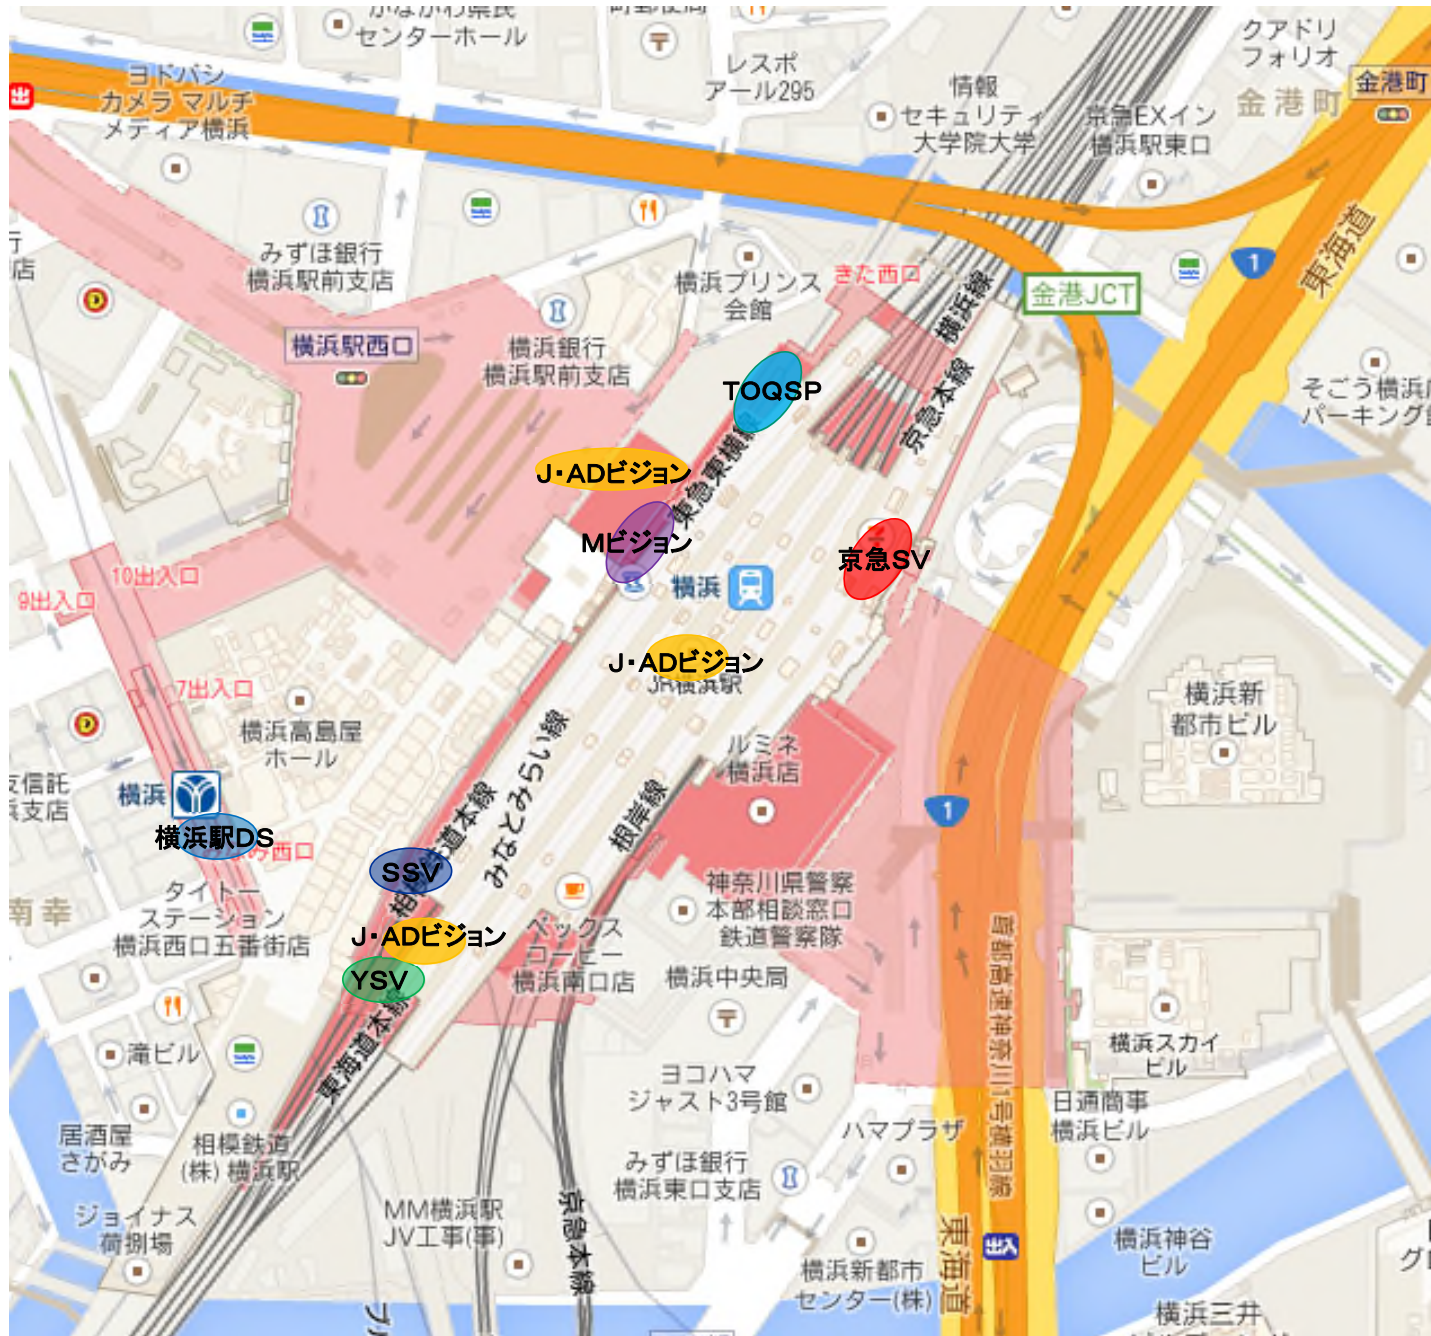 センターホール
ヨドバシ
カメラ マルチ
メディア横浜
出
レスポ
アール295
情報
セキュリティ
大学院大学
京急EXイン
横浜駅東口
クアドリ
フォリオ
金港町
金港町
みずほ銀行
横浜駅前支店
横浜プリンス
会館
きた西口
横浜線
金港JCT
1
東海道
横浜駅西口
横浜銀行
横浜駅前支店
TOQSP
京急本線
そごう横浜
パーキング
J・ADビジョン
東急東横線
Mビジョン
横浜
京急SV
10出入口
9出入口
J・ADビジョン
JR横浜駅
7出入口
横浜高島屋
ホール
ルミネ
横浜店
横浜新
都市ビル
支店
横浜
横浜駅DS
みなみ西口
みなとみらい線
根岸線
1
相模鉄道本線
SSV
タイトー
ステーション
横浜西口五番街店
南幸
J・ADビジョン
YSV
ベックス
コーヒー
横浜南口店
神奈川県警察
本部相談窓口
鉄道警察隊
横浜中央局
首都高速神奈川1号横羽線
横浜スカイ
ビル
東海道本線
滝ビル
ヨコハマ
ジャスト3号館
日通商事
横浜ビル
ハマプラザ
居酒屋
さがみ
相模鉄道
(株) 横浜駅
みずほ銀行
横浜東口支店
ジョイナス
荷捌場
MM横浜駅
JV工事(事)
京急本線
東海道
出入
横浜神谷
ビル
横浜新都市
センター(株)
横浜三井